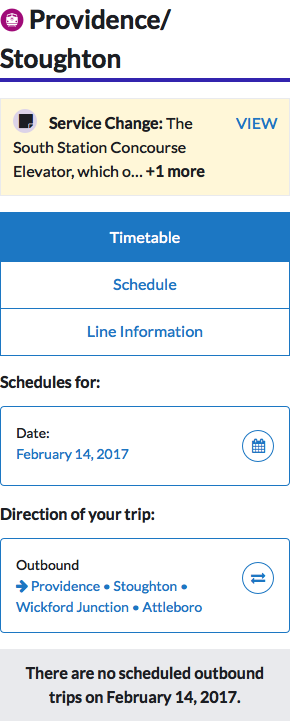 Providence/
Stoughton
Service Change: The VIEW
South Station Concourse
Elevator, which o... +1 more
Timetable
Schedule
Line Information
Schedules for:
Date:
February 14, 2017
Direction of your trip:
Outbound
Providence • Stoughton •
Wickford Junction • Attleboro
There are no scheduled outbound
trips on February 14, 2017.